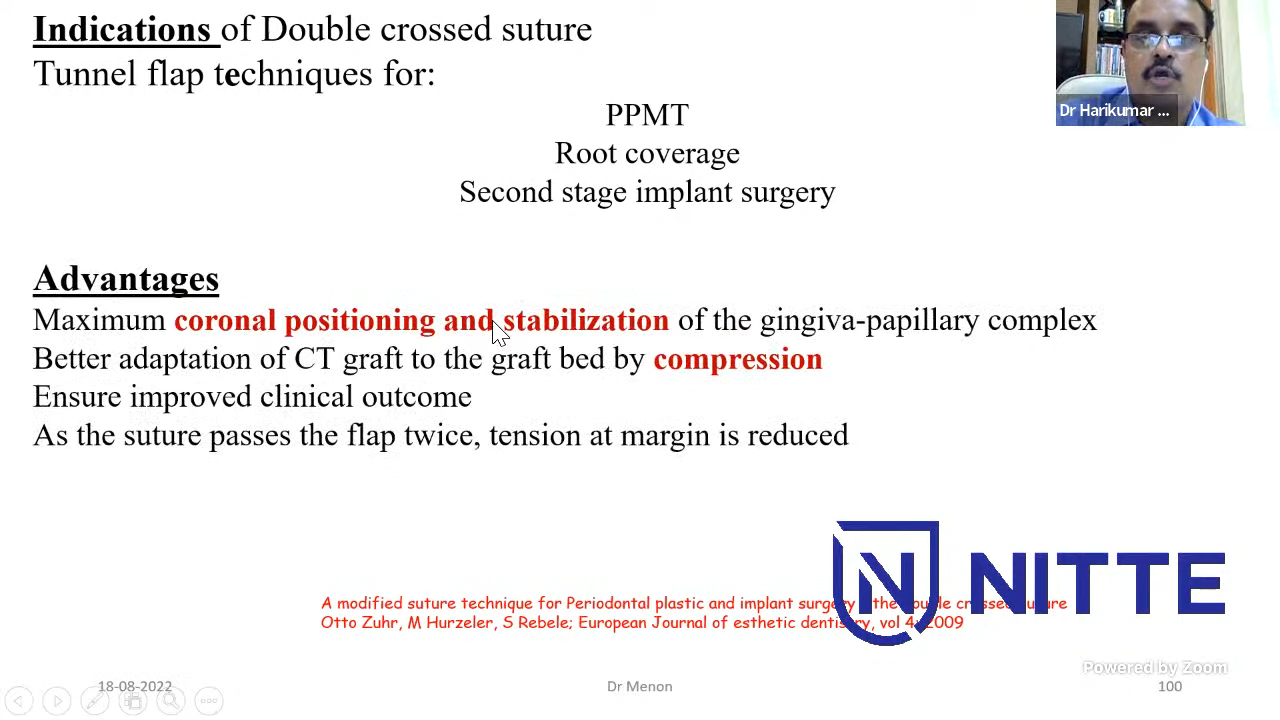 Indications of Double crossed suture
Tunnel flap techniques for:
PPMT
Root coverage
Second stage implant surgery
Dr Harikumar ...
Advantages
Maximum coronal positioning and stabilization of the gingiva-papillary complex
Better adaptation of CT graft to the graft bed by compression
Ensure improved clinical outcome
As the suture passes the flap twice, tension at margin is reduced
NITTE
A modified suture technique for Periodontal plastic and implant surgery the double crossed suture
Otto Zuhr, M Hurzeler, S Rebele; European Journal of esthetic dentistry, vol 4: 2009
Powered by Zoom
18-08-2022
Dr Menon
100